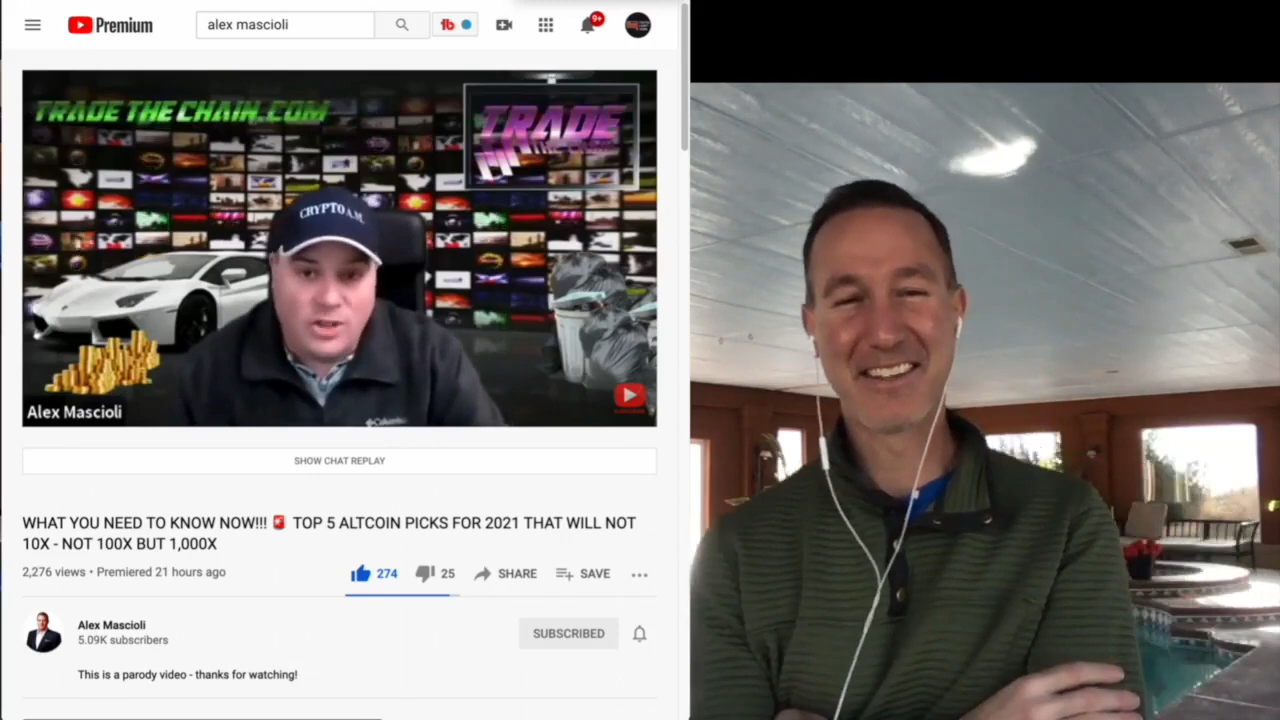 Premium
alex mascioli
tb
9+
TRADETHECHAIN.COM
TRADE
THE CHAIN
CRYPTO A.M.
Columbia
Alex Mascioli
SHOW CHAT REPLAY
WHAT YOU NEED TO KNOW NOW!!! 🚨 TOP 5 ALTCOIN PICKS FOR 2021 THAT WILL NOT
10X - NOT 100X BUT 1,000X
2,276 views • Premiered 21 hours ago
274
25
SHARE
SAVE
Alex Mascioli
5.09K subscribers
SUBSCRIBED
This is a parody video - thanks for watching!